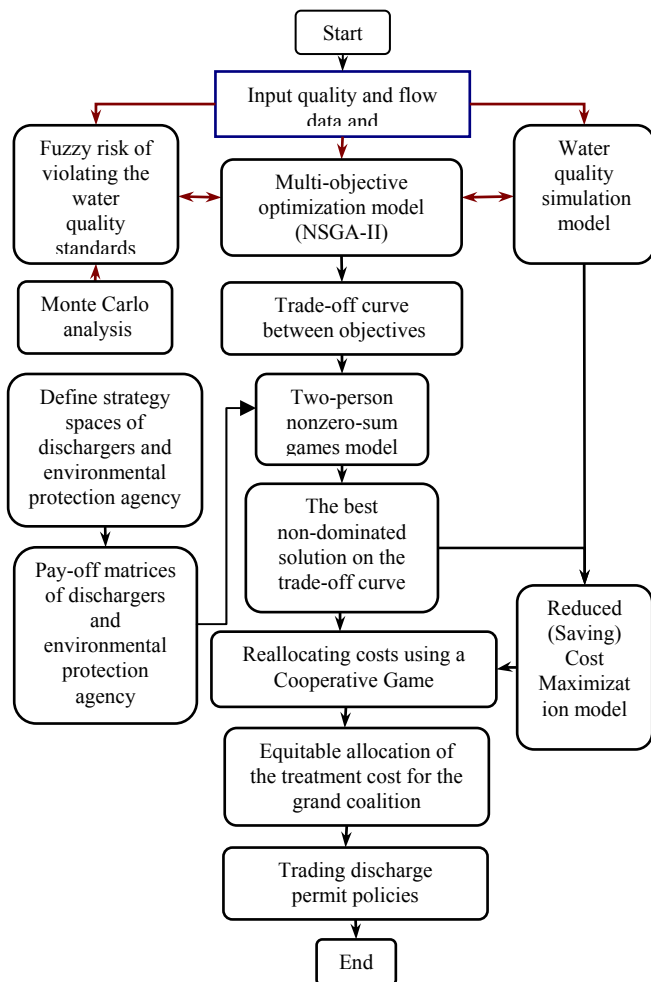 Start
Input quality and flow
data and
Fuzzy risk of
violating the
water
quality
standards
Multi-objective
optimization model
(NSGA-II)
Water
quality
simulation
model
Monte Carlo
analysis
Trade-off curve
between objectives
Define strategy
spaces of
dischargers and
environmental
protection agency
Two-person
nonzero-sum
games model
The best
non-dominated
solution on the
trade-off curve
Pay-off matrices
of dischargers
and
environmental
protection
agency
Reduced
(Saving)
Cost
Maximizat
ion model
Reallocating costs using a
Cooperative Game
Equitable allocation of
the treatment cost for the
grand coalition
Trading discharge
permit policies
End